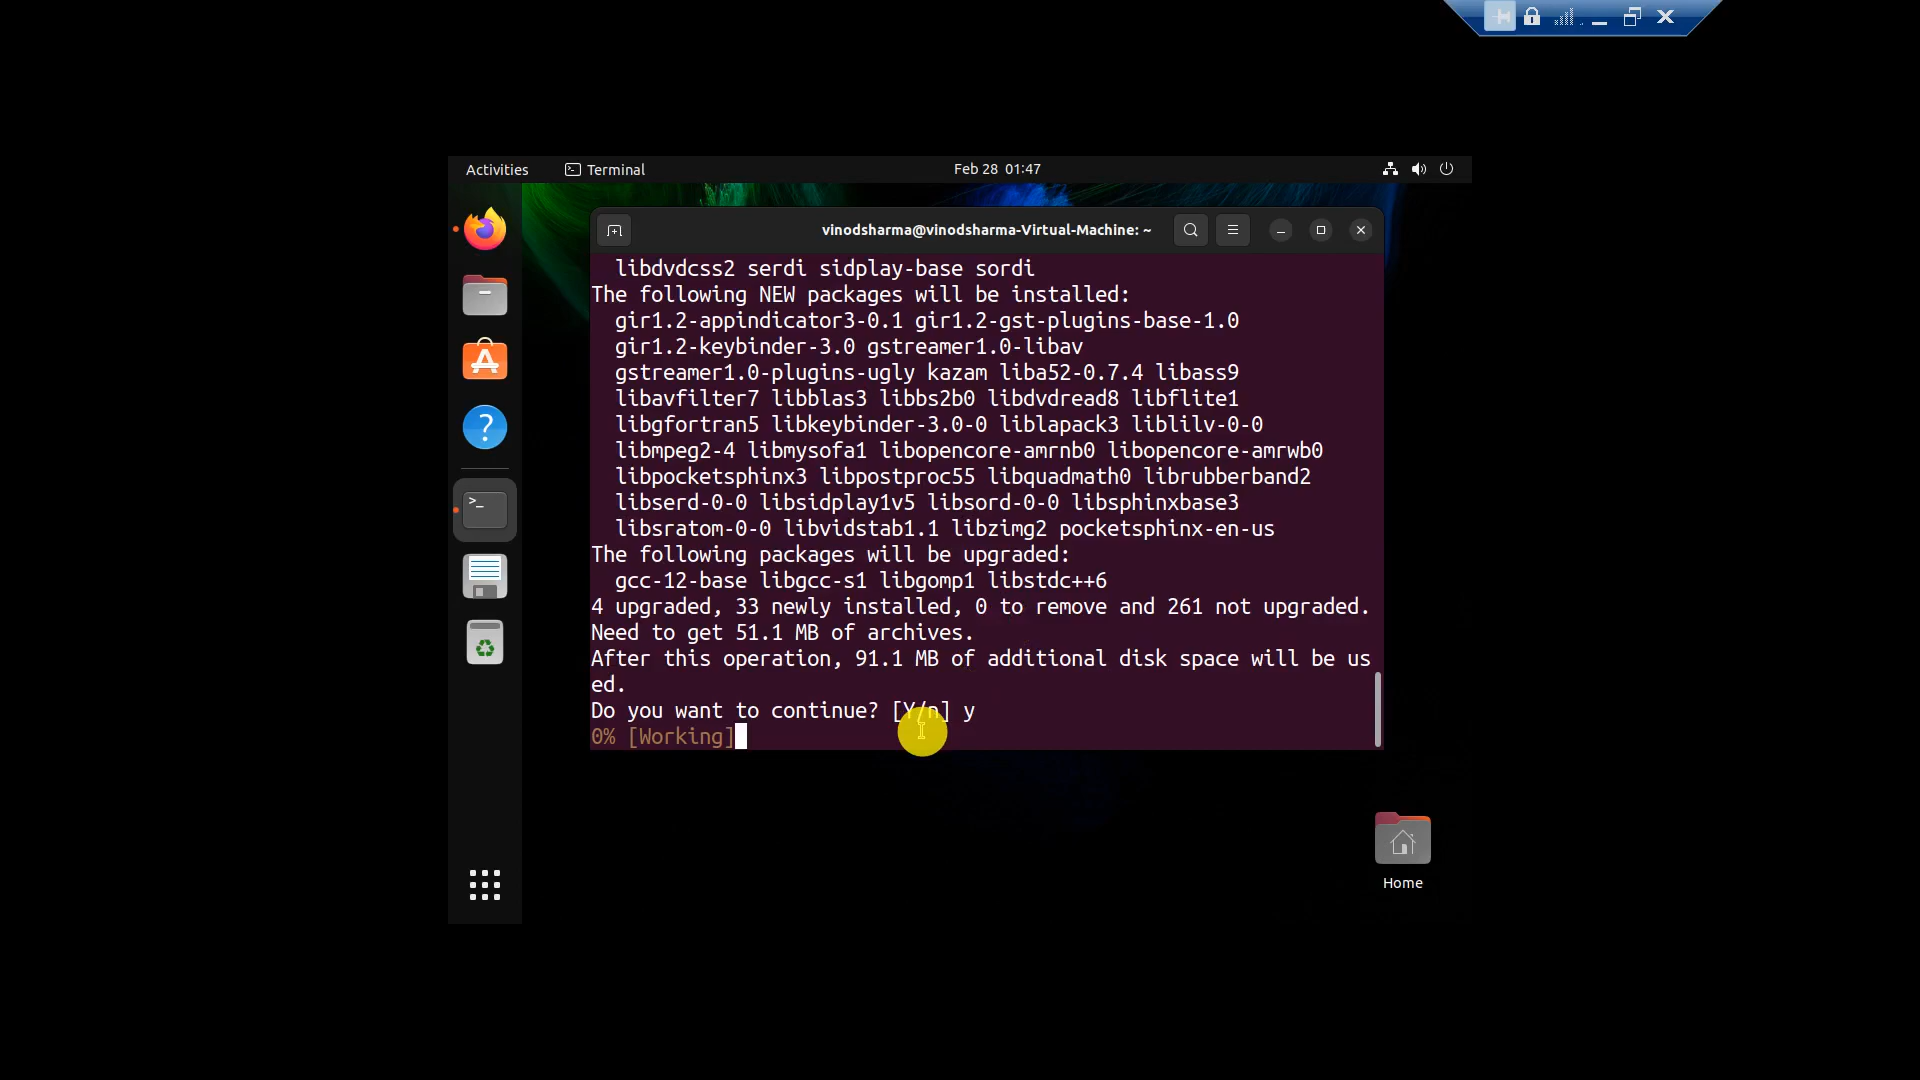 Activities
Terminal
Feb 28 01:47
vinodsharma@vinodsharma-Virtual-Machine: ~
libdvdcss2 serdi sidplay-base sordi
The following NEW packages will be installed:
gir1.2-appindicator3-0.1 gir1.2-gst-plugins-base-1.0
gir1.2-keybinder-3.0 gstreamer1.0-libav
gstreamer1.0-plugins-ugly kazam liba52-0.7.4 libass9
libavfilter7 libblas3 libbs2b0 libdvdread8 libflite1
libgfortran5 libkeybinder-3.0-0 liblapack3 liblilv-0-0
libmpeg2-4 libmysofa1 libopencore-amrnb0 libopencore-amrwb0
libpocketsphinx3 libpostproc55 libquadmath0 librubberband2
libserd-0-0 libsidplay1v5 libsord-0-0 libsphinxbase3
libsratom-0-0 libvidstab1.1 libzimg2 pocketsphinx-en-us
The following packages will be upgraded:
gcc-12-base libgcc-s1 libgomp1 libstdc++6
4 upgraded, 33 newly installed, 0 to remove and 261 not upgraded.
Need to get 51.1 MB of archives.
After this operation, 91.1 MB of additional disk space will be us
ed.
Do you want to continue? [Y/n] y
0% [Working]
Home